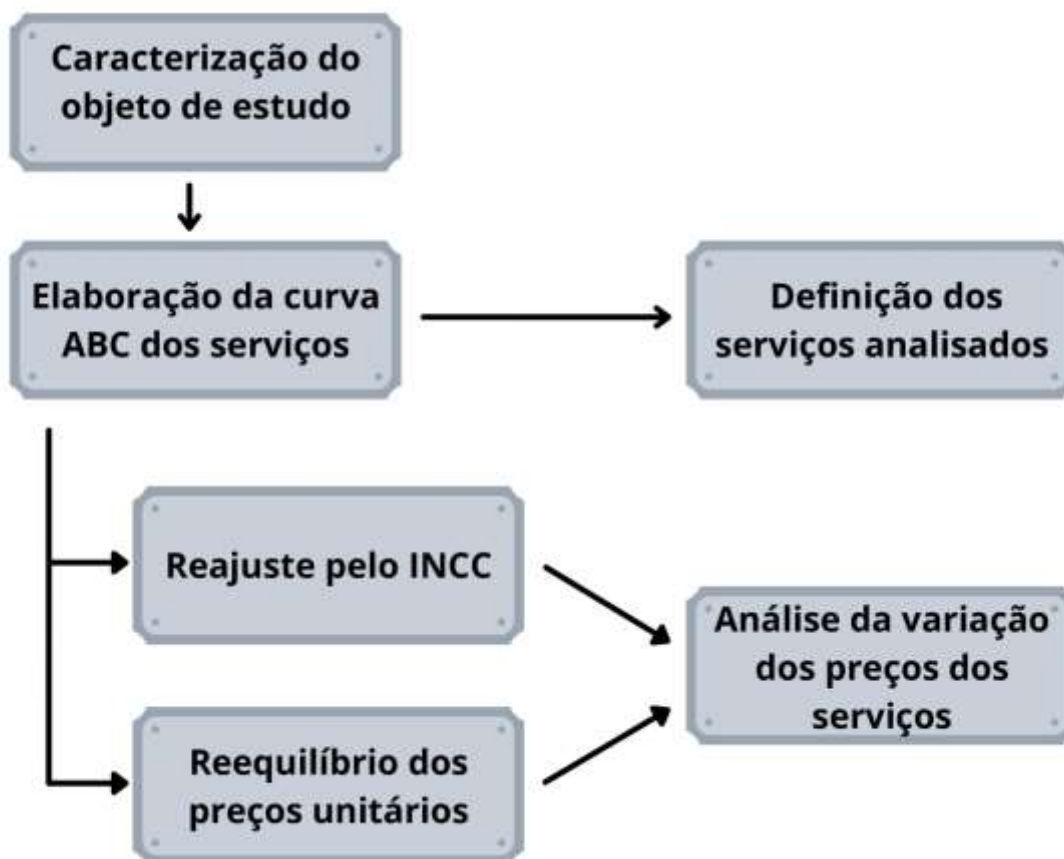 Caracterização do
objeto de estudo
Elaboração da curva
ABC dos serviços
Definição dos
serviços analisados
Reajuste pelo INCC
Análise da variação
dos preços dos
serviços
Reequilíbrio dos
preços unitários